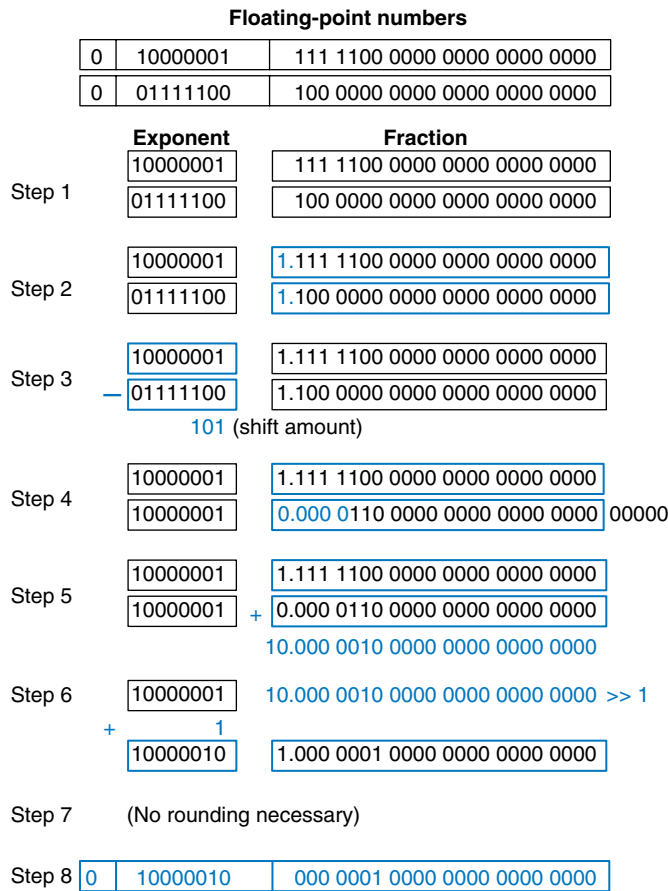 Floating-point numbers
0 10000001 111 1100 0000 0000 0000 0000
0 01111100 100 0000 0000 0000 0000 0000
Exponent Fraction
10000001 111 1100 0000 0000 0000 0000
Step 1
01111100 100 0000 0000 0000 0000 0000
10000001 1.111 1100 0000 0000 0000 0000
Step 2
01111100 1.100 0000 0000 0000 0000 0000
10000001 1.111 1100 0000 0000 0000 0000
Step 3
– 01111100 1.100 0000 0000 0000 0000 0000
101 (shift amount)
10000001 1.111 1100 0000 0000 0000 0000
Step 4
10000001 0.000 0110 0000 0000 0000 0000 00000
10000001 1.111 1100 0000 0000 0000 0000
Step 5
10000001 + 0.000 0110 0000 0000 0000 0000
10.000 0010 0000 0000 0000 0000
Step 6 10000001 10.000 0010 0000 0000 0000 0000 >> 1
+ 1
10000010 1.000 0001 0000 0000 0000 0000
Step 7 (No rounding necessary)
Step 8 0 10000010 000 0001 0000 0000 0000 0000